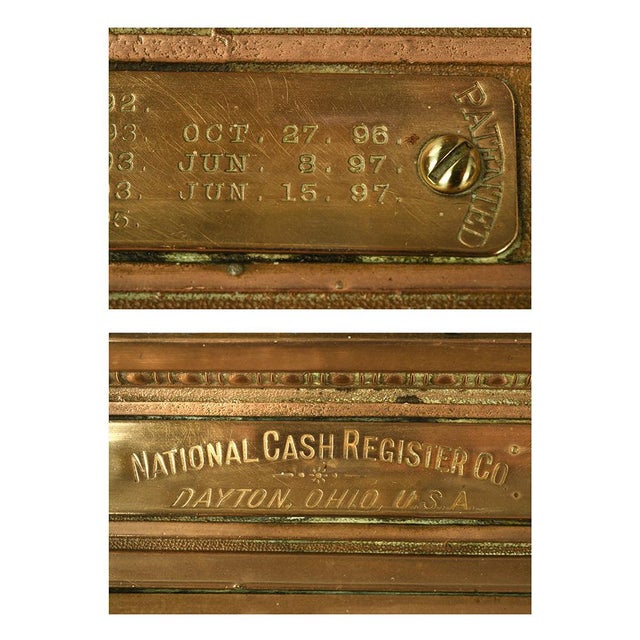 92.
93. OCT. 27. 96.
93. JUN. 8. 97.
93. JUN. 15. 97.
5.
PATENTED
NATIONAL CASH REGISTER CO
DAYTON, OHIO, U.S.A.